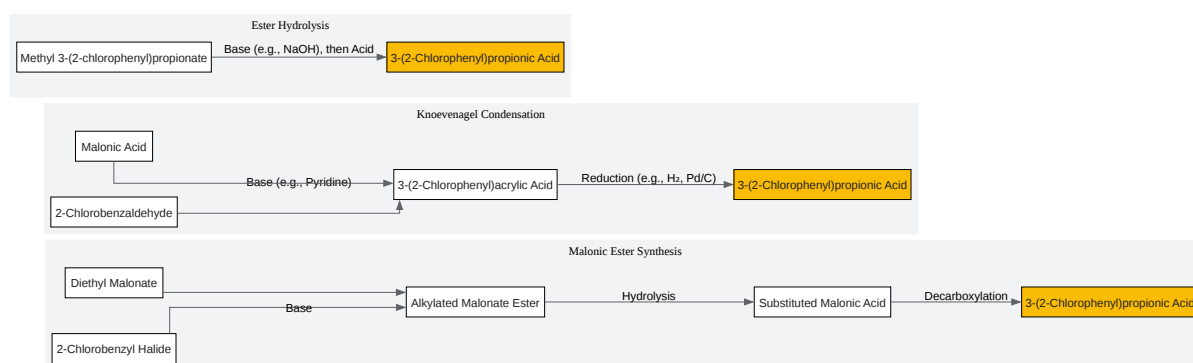 Ester Hydrolysis
Methyl 3-(2-chlorophenyl)propionate
Base (e.g., NaOH), then Acid
3-(2-Chlorophenyl)propionic Acid
Knoevenagel Condensation
Malonic Acid
2-Chlorobenzaldehyde
Base (e.g., Pyridine)
3-(2-Chlorophenyl)acrylic Acid
Reduction (e.g., H₂, Pd/C)
3-(2-Chlorophenyl)propionic Acid
Malonic Ester Synthesis
Diethyl Malonate
2-Chlorobenzyl Halide
Base
Alkylated Malonate Ester
Hydrolysis
Substituted Malonic Acid
Decarboxylation
3-(2-Chlorophenyl)propionic Acid